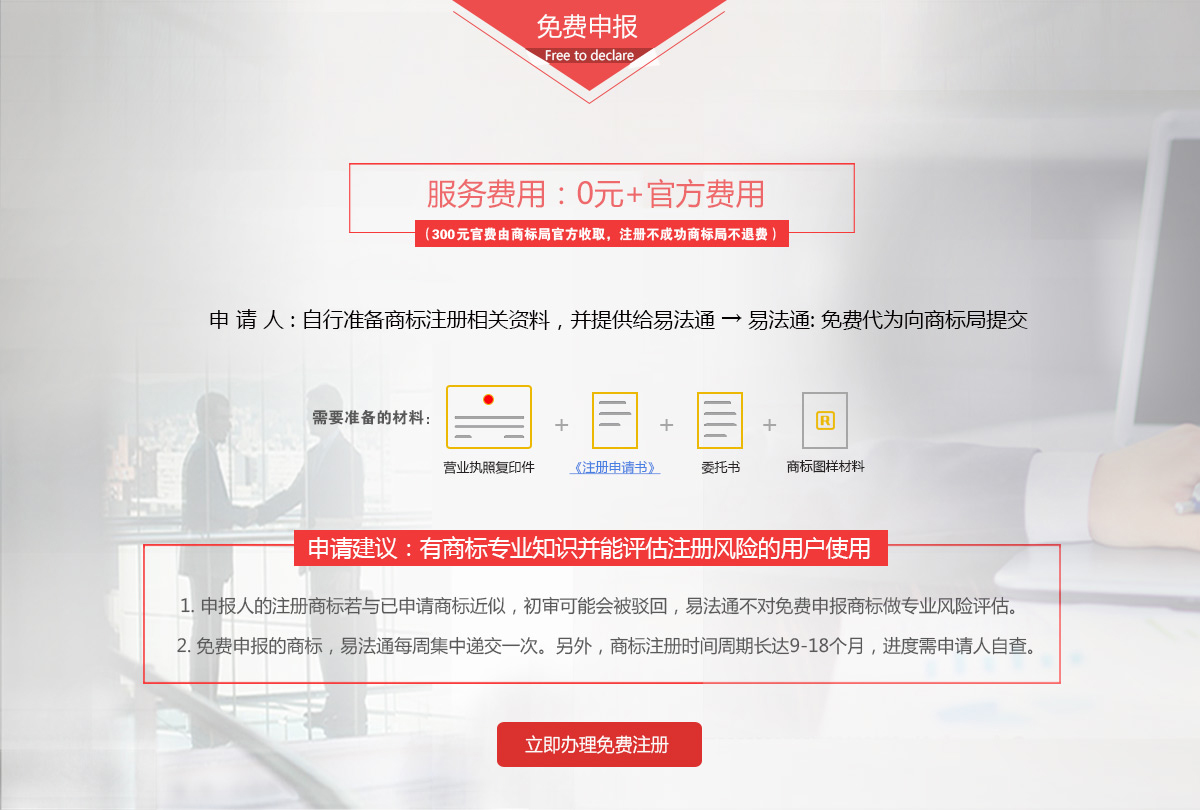 免费申报
Free to declare
服务费用：0元+官方费用
（300元官费由商标局官方收取，注册不成功商标局不退费）
申 请 人 : 自行准备商标注册相关资料，并提供给易法通 → 易法通: 免费代为向商标局提交
需要准备的材料：
+ + + R
营业执照复印件 《注册申请书》 委托书 商标图样材料
申请建议：有商标专业知识并能评估注册风险的用户使用
1. 申报人的注册商标若与已申请商标近似，初审可能会被驳回，易法通不对免费申报商标做专业风险评估。
2. 免费申报的商标，易法通每周集中递交一次。另外，商标注册时间周期长达9-18个月，进度需申请人自查。
立即办理免费注册